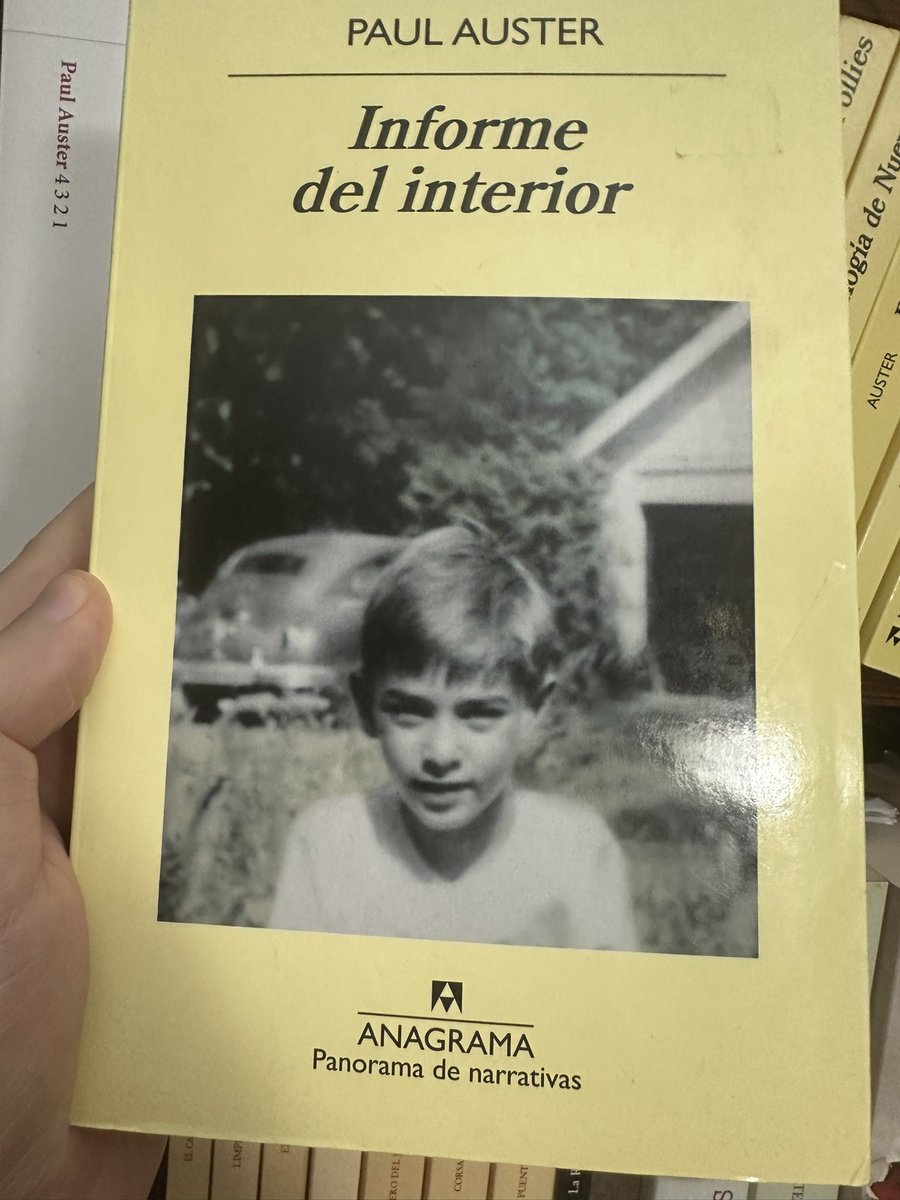 PAUL AUSTER
Informe
del interior
ANAGRAMA
Panorama de narrativas
Paul Auster 4 3 2 1
AUSTER